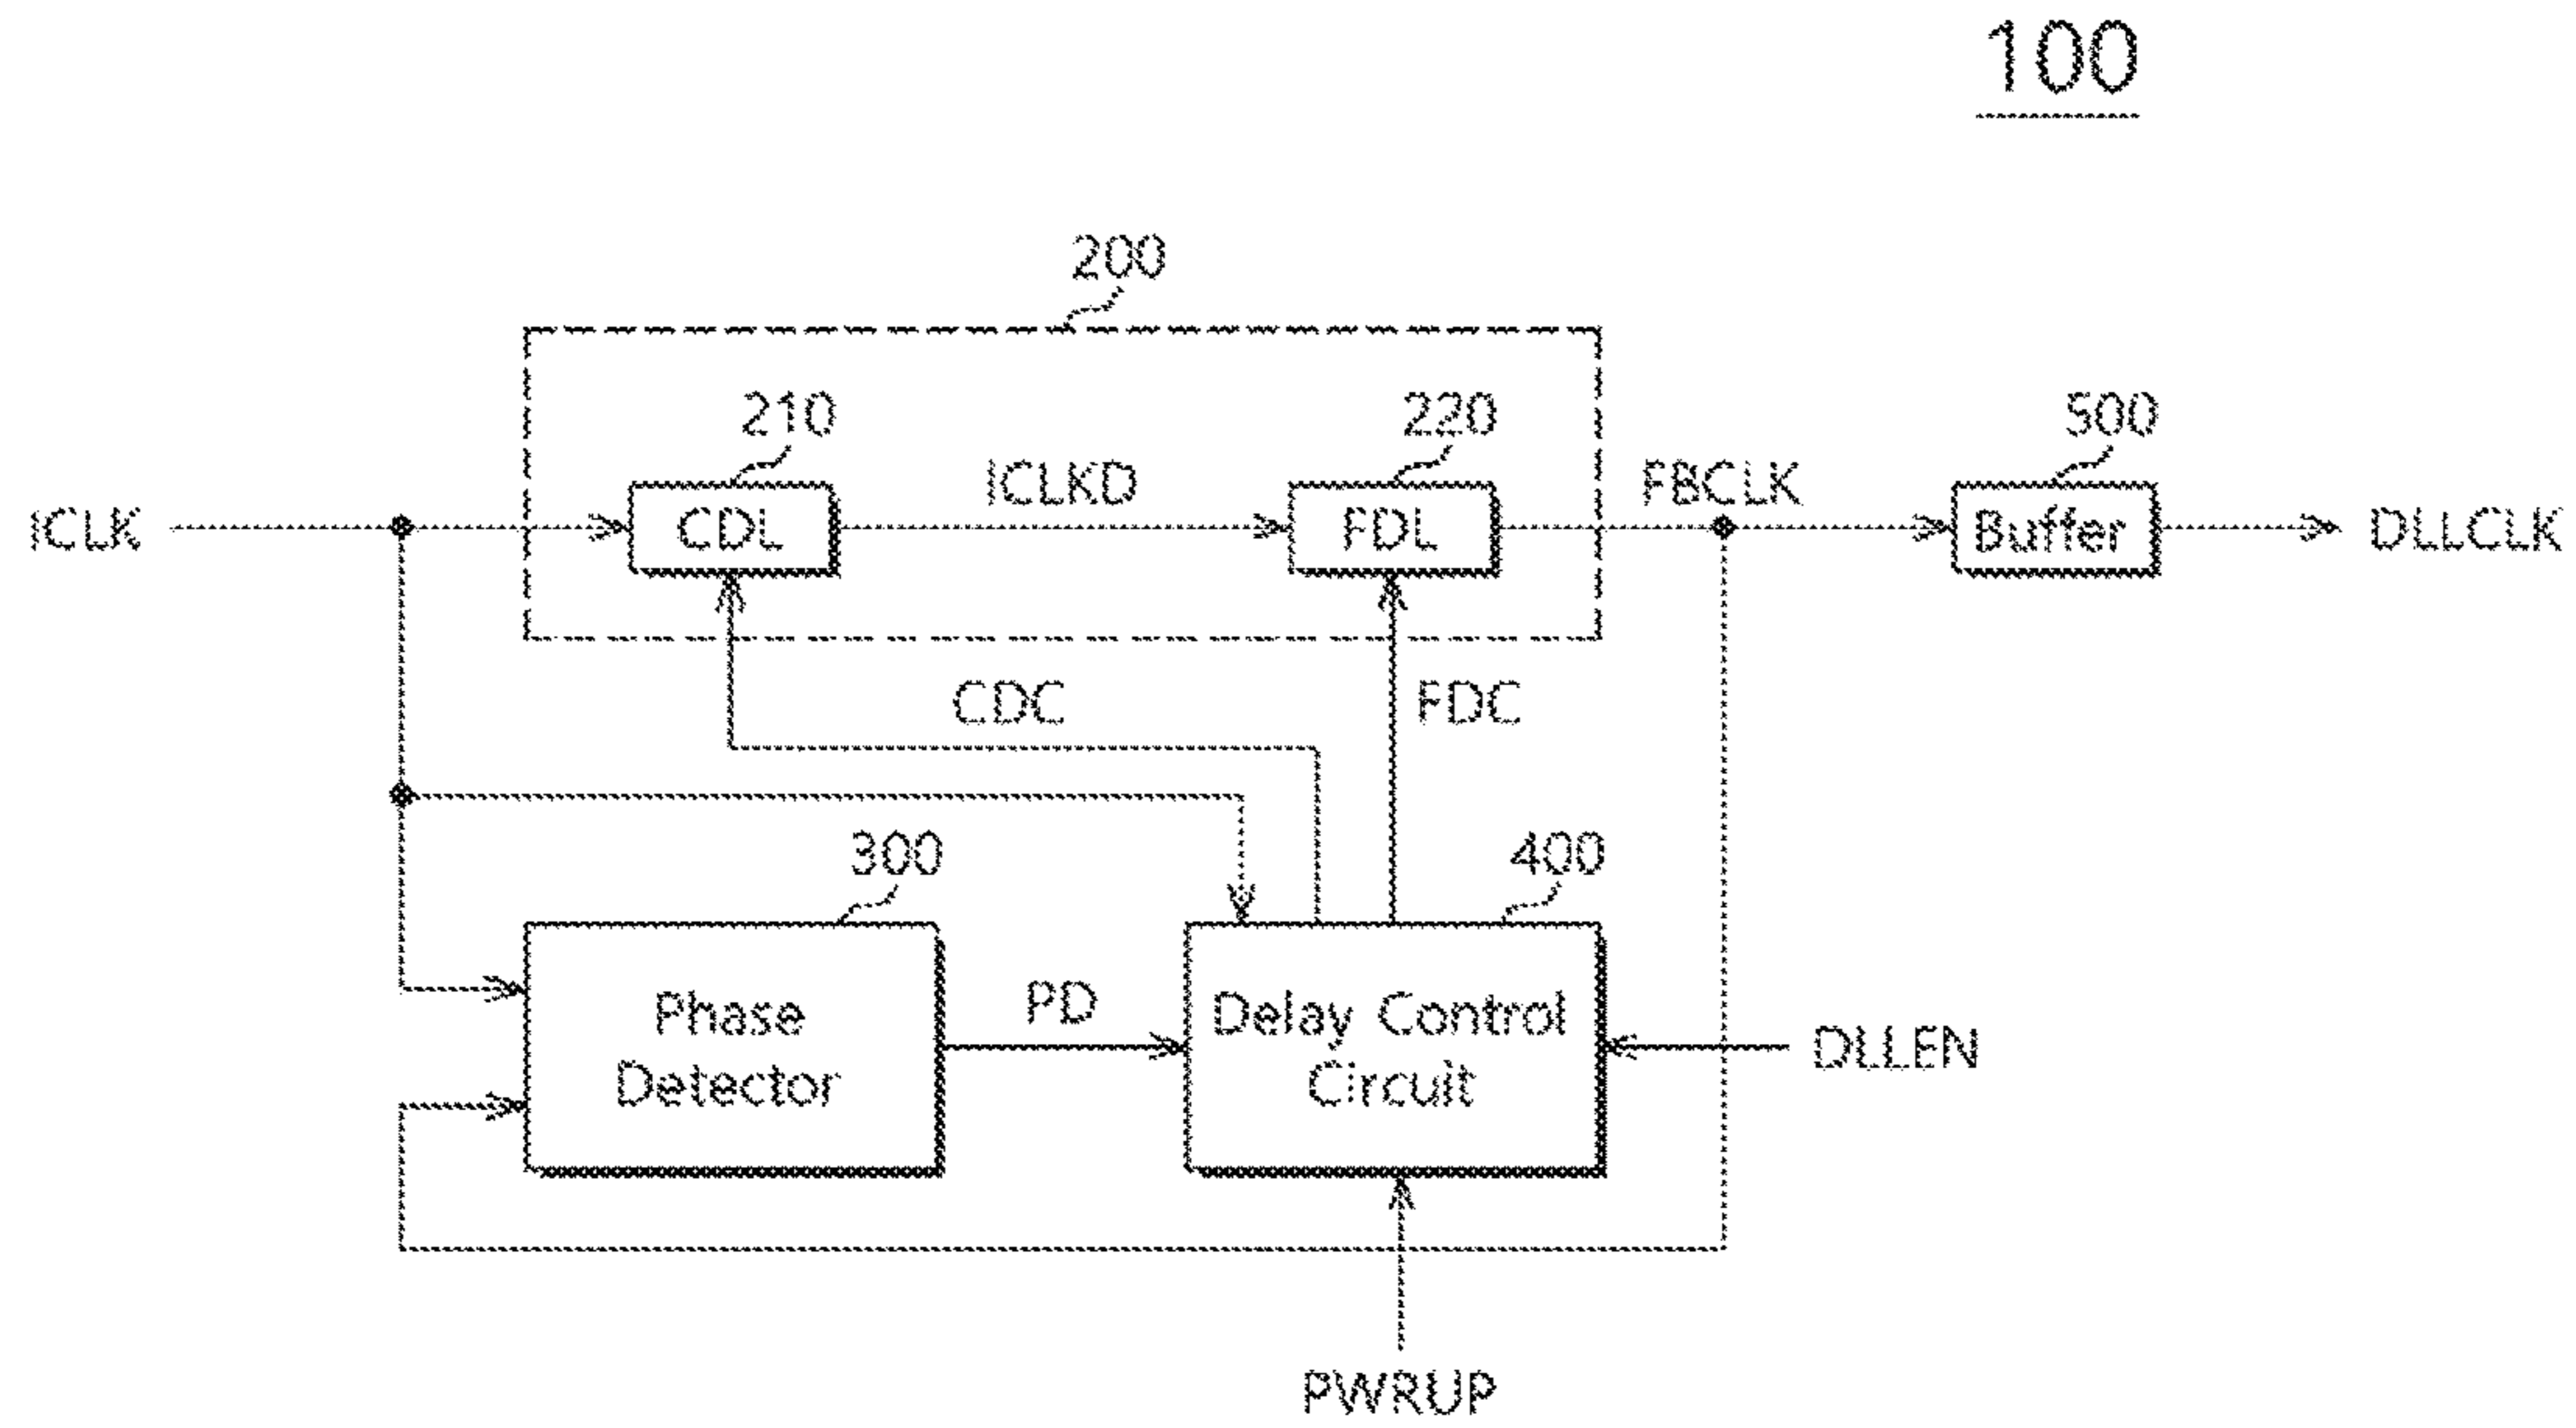 100
200
210
220
500
ICLK
CDL
ICLKD
FDL
FBCLK
Buffer
DLLCLK
CDC
FDC
300
400
Phase
Detector
PD
Delay Control
Circuit
DLLEN
PWRUP